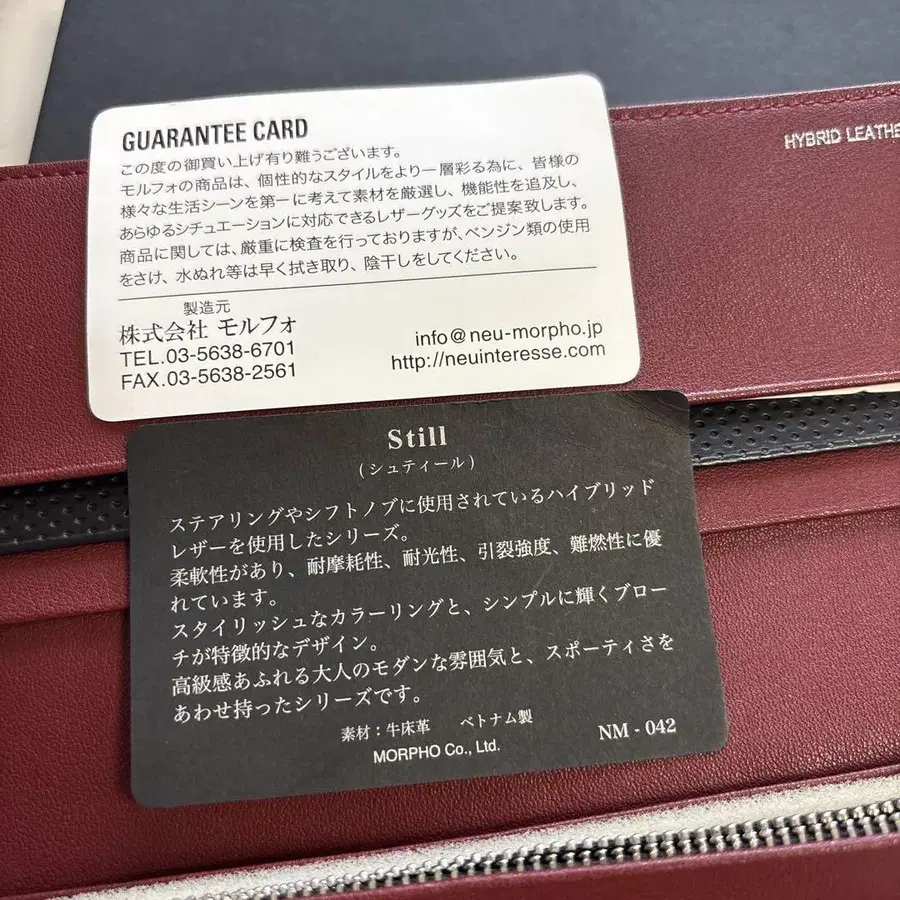 HYBRID LEATHE
GUARANTEE CARD
この度の御買い上げ有り難うございます。
モルフォの商品は、個性的なスタイルをより一層彩る為に、皆様の
様々な生活シーンを第一に考えて素材を厳選し、機能性を追及し、
あらゆるシチュエーションに対応できるレザーグッズをご提案致します。
商品に関しては、厳重に検査を行っておりますが、ベンジン類の使用
をさけ、水ぬれ等は早く拭き取り、陰干しをしてください。
製造元
株式会社 モルフォ
TEL.03-5638-6701
FAX.03-5638-2561
info@neu-morpho.jp
http://neuinteresse.com
Still
(シュティール)
ステアリングやシフトノブに使用されているハイブリッド
レザーを使用したシリーズ。
柔軟性があり、耐摩耗性、耐光性、引裂強度、難燃性に優
れています。
スタイリッシュなカラーリングと、シンプルに輝くブロー
チが特徴的なデザイン。
高級感あふれる大人のモダンな雰囲気と、スポーティさを
あわせ持ったシリーズです。
素材：牛床革 ベトナム製
MORPHO Co., Ltd.
NM - 042